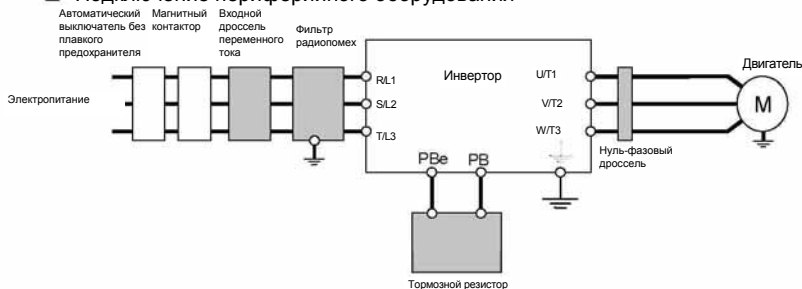 Подключение периферийного оборудования
Автоматический
выключатель без
плавкого
предохранителя
Магнитный
контактор
Входной
дроссель
переменного
тока
Фильтр
радиопомех
Электропитание
R/L1
S/L2
T/L3
Инвертор
U/T1
V/T2
W/T3
PBe
PB
Нуль-фазовый
дроссель
Двигатель
M
Тормозной резистор